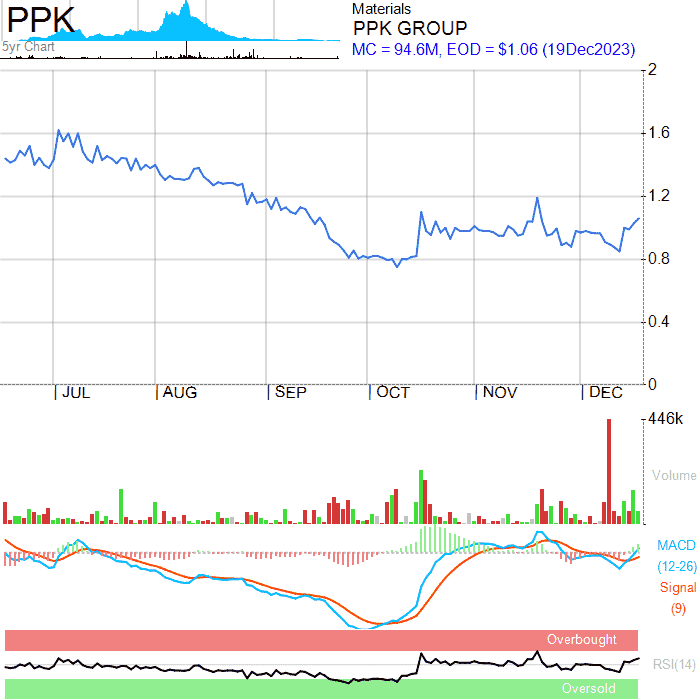 PPK
5yr Chart
Materials
PPK GROUP
MC = 94.6M, EOD = $1.06 (19Dec2023)
2
1.6
1.2
0.8
0.4
0
JUL AUG SEP OCT NOV DEC
446k
Volume
MACD
(12-26)
Signal
(9)
Overbought
RSI(14)
Oversold